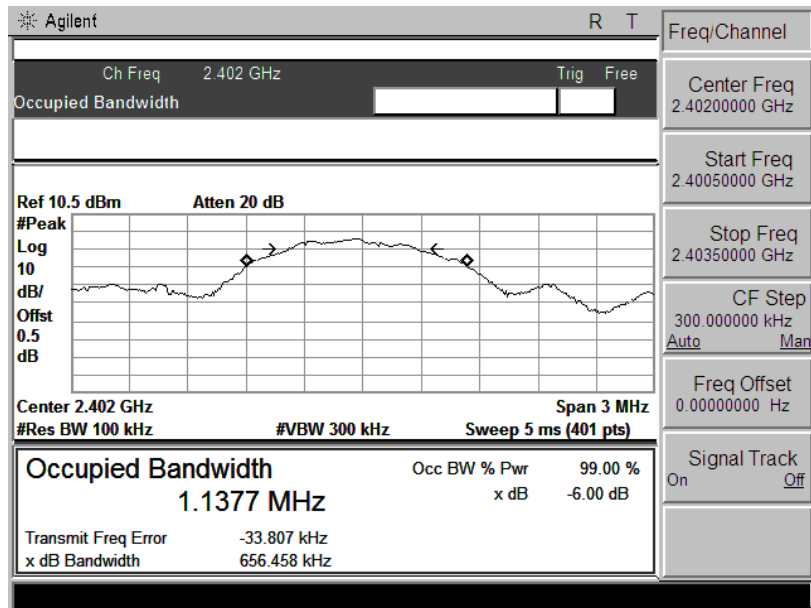 Agilent R T
Freq/Channel
Ch Freq 2.402 GHz Trig Free
Occupied Bandwidth
Center Freq
2.40200000 GHz
Start Freq
2.40050000 GHz
Stop Freq
2.40350000 GHz
CF Step
300.000000 kHz
Auto Man
Freq Offset
0.00000000 Hz
Signal Track
On Off
Ref 10.5 dBm Atten 20 dB
#Peak
Log
10
dB/
Offst
0.5
dB
Center 2.402 GHz Span 3 MHz
#Res BW 100 kHz #VBW 300 kHz Sweep 5 ms (401 pts)
Occupied Bandwidth Occ BW % Pwr 99.00 %
1.1377 MHz x dB -6.00 dB
Transmit Freq Error -33.807 kHz
x dB Bandwidth 656.458 kHz